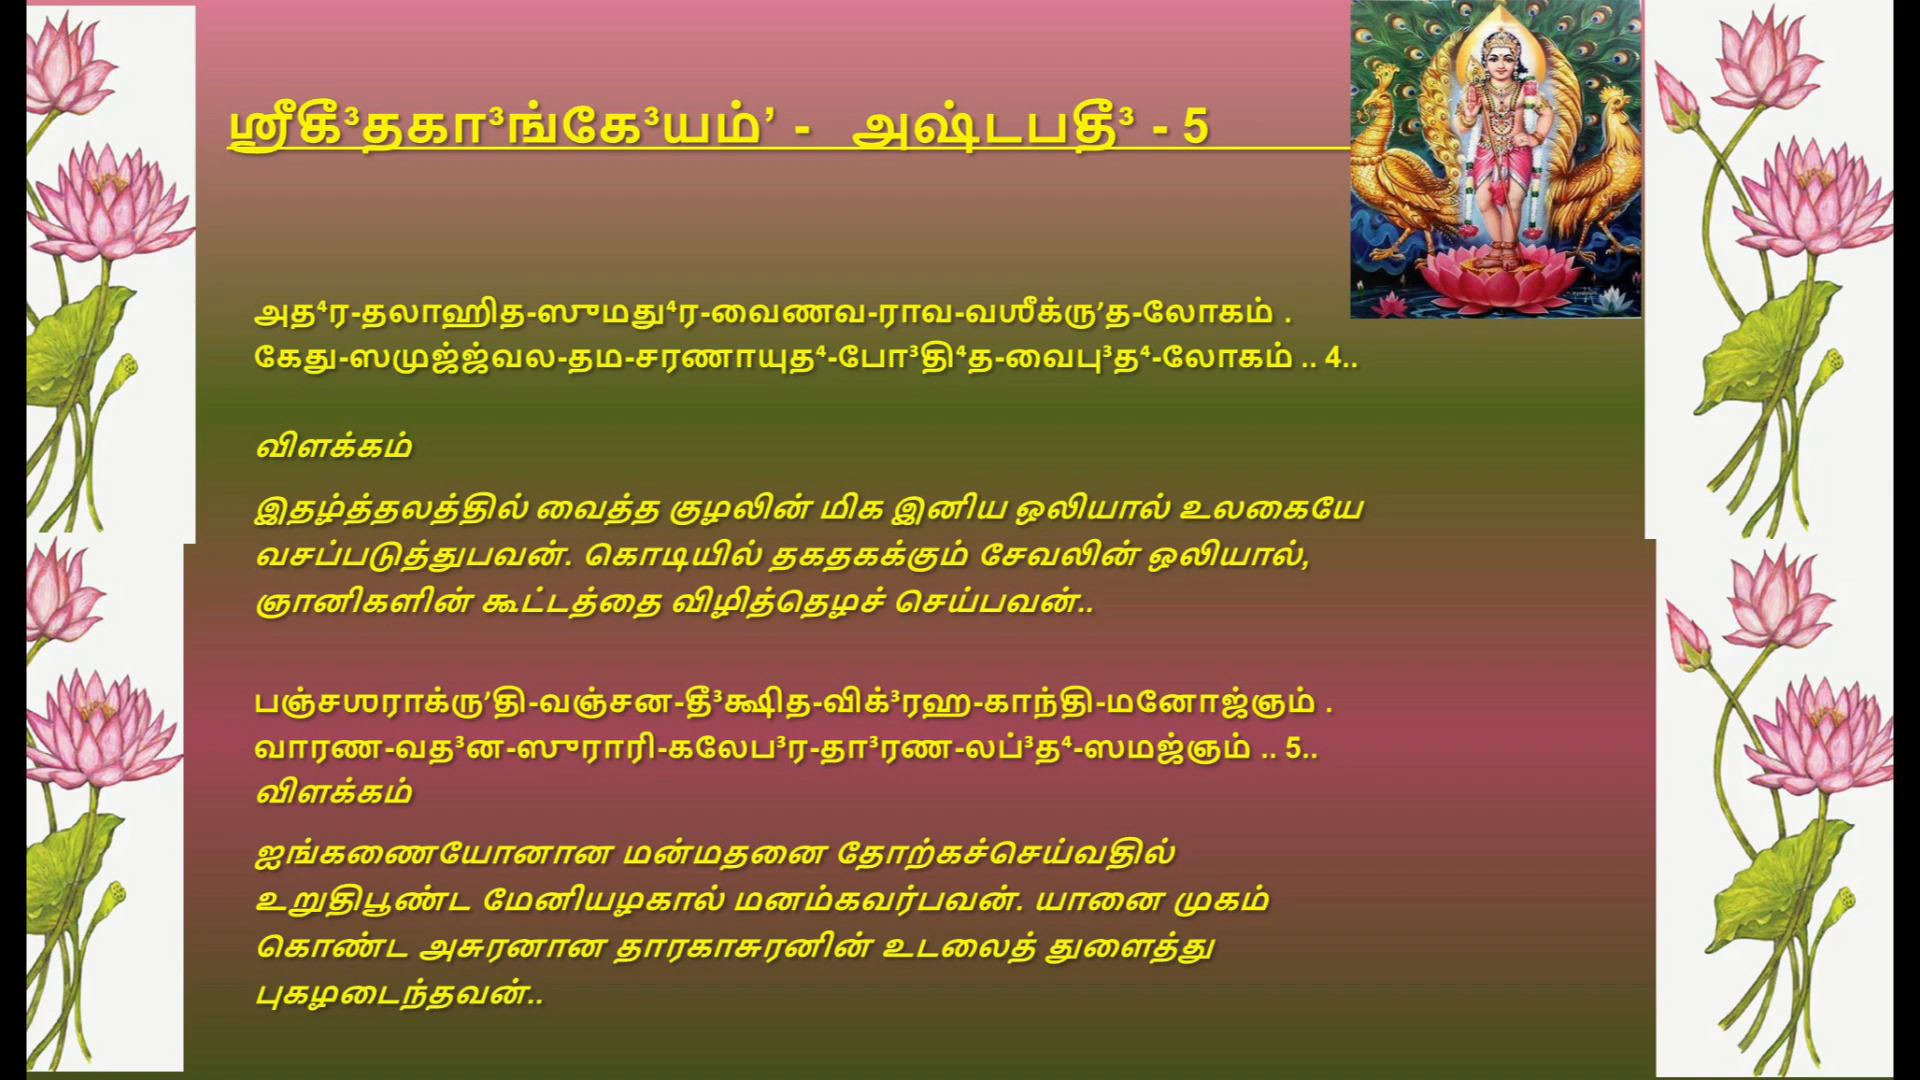 ஶ்ரீகீ³தகா³ங்கே³யம்’ - அஷ்டபதீ³ - 5
அத⁴ர-தலாஹித-ஸுமது⁴ர-வைணவ-ராவ-வஶீக்ரு’த-லோகம் .
கேது-ஸமுஜ்ஜ்வல-தம-சரணாயுத⁴-போ³தி⁴த-வைபு³த⁴-லோகம் .. 4..
விளக்கம்
இதழ்த்தலத்தில் வைத்த குழலின் மிக இனிய ஒலியால் உலகையே
வசப்படுத்துபவன். கொடியில் தகதகக்கும் சேவலின் ஒலியால்,
ஞானிகளின் கூட்டத்தை விழித்தெழச் செய்பவன்..
பஞ்சஶராக்ரு’தி-வஞ்சன-தீ³க்ஷித-விக்³ரஹ-காந்தி-மனோஜ்ஞம் .
வாரண-வத³ன-ஸுராரி-கலேப³ர-தா³ரண-லப்³த⁴-ஸமஜ்ஞம் .. 5..
விளக்கம்
ஐங்கணையோனான மன்மதனை தோற்கச்செய்வதில்
உறுதிபூண்ட மேனியழகால் மனம்கவர்பவன். யானை முகம்
கொண்ட அசுரனான தாரகாசுரனின் உடலைத் துளைத்து
புகழடைந்தவன்..